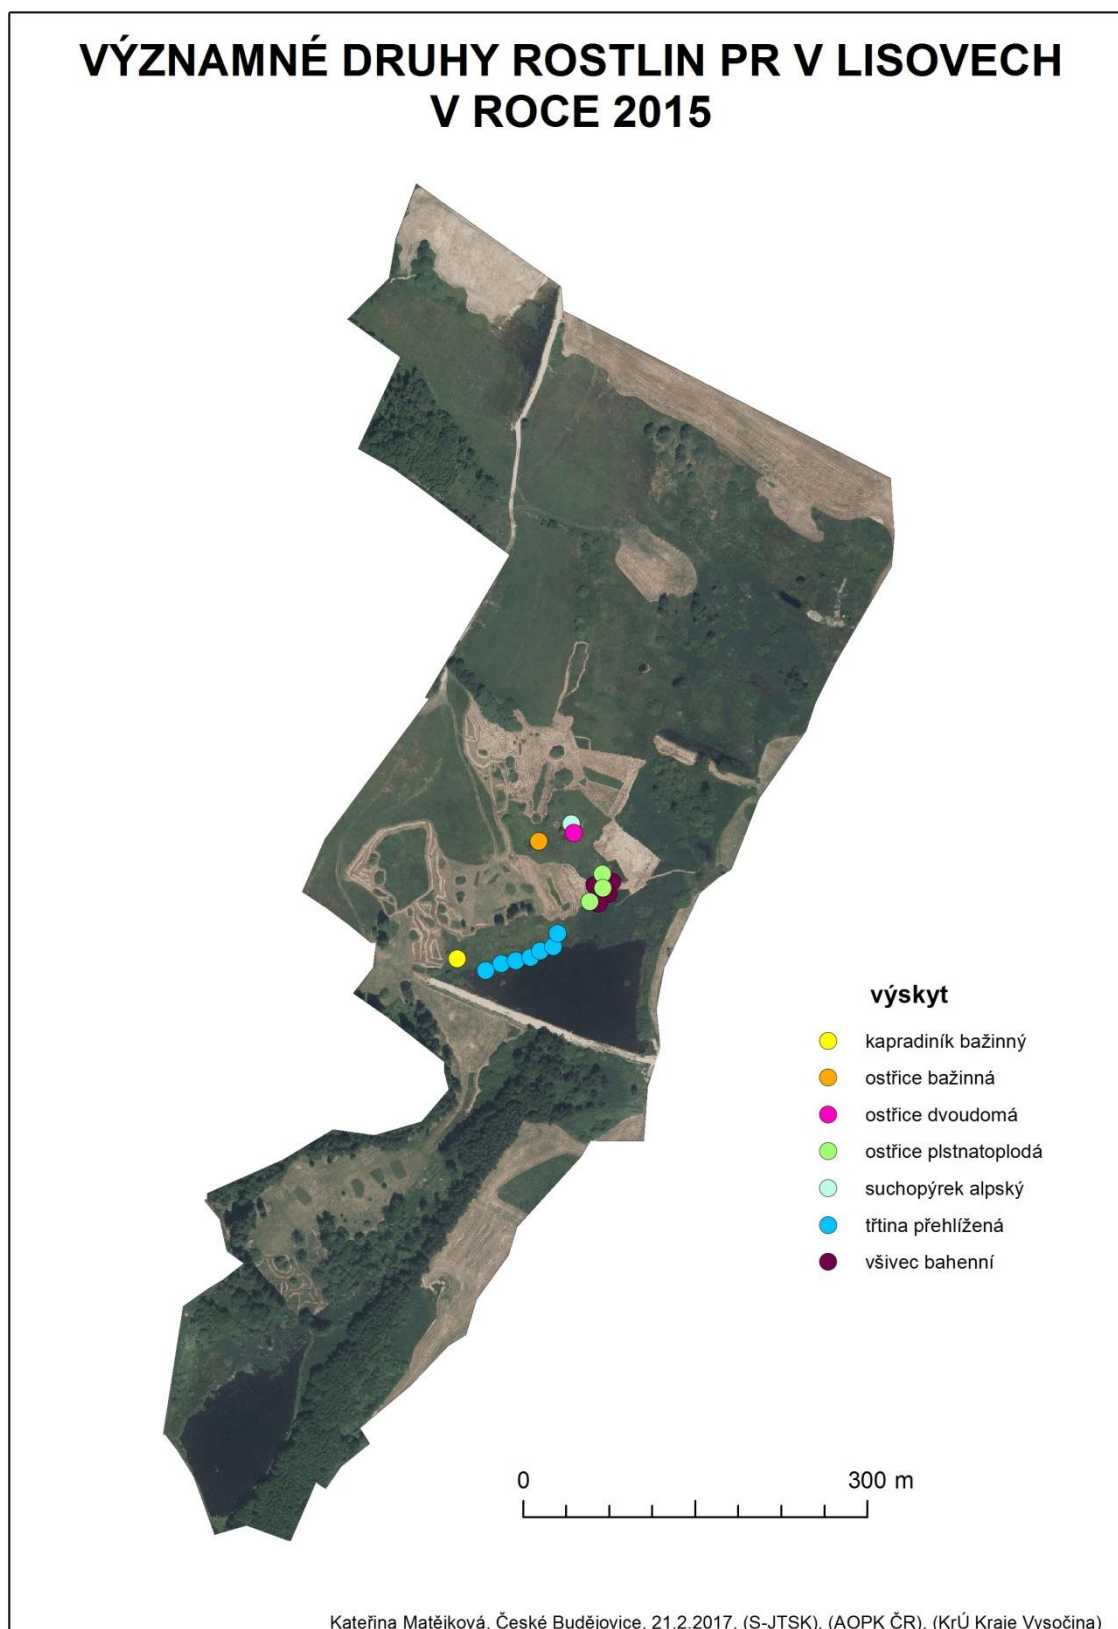 VÝZNAMNÉ DRUHY ROSTLIN PR V LISOVECH
V ROCE 2015
výskyt
kapradiník bažinný
ostřice bažinná
ostřice dvoudomá
ostřice plstnatoplodá
suchopýrek alpský
třtina přehlížená
všivec bahenní
0 300 m
Kateřina Matějková, České Budějovice, 21.2.2017, (S-JTSK), (AOPK ČR), (KrÚ Kraje Vysočina)